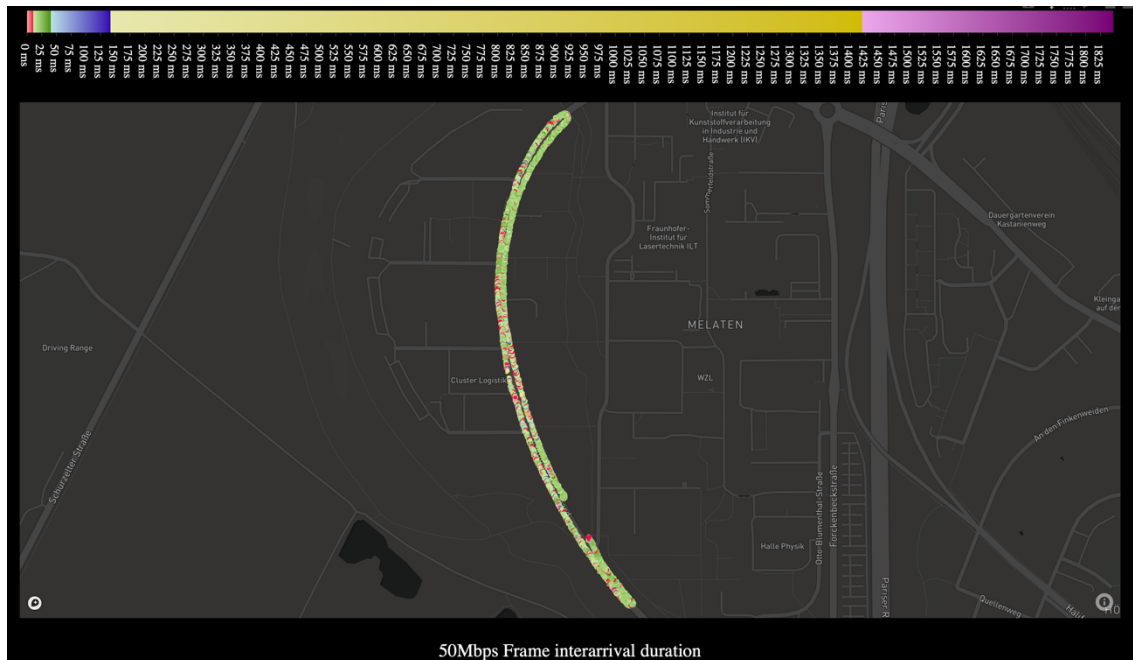 0 ms
25 ms
50 ms
75 ms
100 ms
125 ms
150 ms
175 ms
200 ms
225 ms
250 ms
275 ms
300 ms
325 ms
350 ms
375 ms
400 ms
425 ms
450 ms
475 ms
500 ms
525 ms
550 ms
575 ms
600 ms
625 ms
650 ms
675 ms
700 ms
725 ms
750 ms
775 ms
800 ms
825 ms
850 ms
875 ms
900 ms
925 ms
950 ms
975 ms
1000 ms
1025 ms
1050 ms
1075 ms
1100 ms
1125 ms
1150 ms
1175 ms
1200 ms
1225 ms
1250 ms
1275 ms
1300 ms
1325 ms
1350 ms
1375 ms
1400 ms
1425 ms
1450 ms
1475 ms
1500 ms
1525 ms
1550 ms
1575 ms
1600 ms
1625 ms
1650 ms
1675 ms
1700 ms
1725 ms
1750 ms
1775 ms
1800 ms
1825 ms
Institut für
Kunststoffverarbeitung
in Industrie und
Handwerk (IKV)
Sommerfeldstraße
Dauergartenverein
Kastanienweg
Fraunhofer-
Institut für
Lasertechnik ILT
auf der
MELATEN
Driving Range
Cluster Logistik
WZL
An den Finkenweiden
Schurzelter Straße
Otto-Blumenthal-Straße
Forckenbeckstraße
Halle Physik
Pariser R
Quellenweg
50Mbps Frame interarrival duration